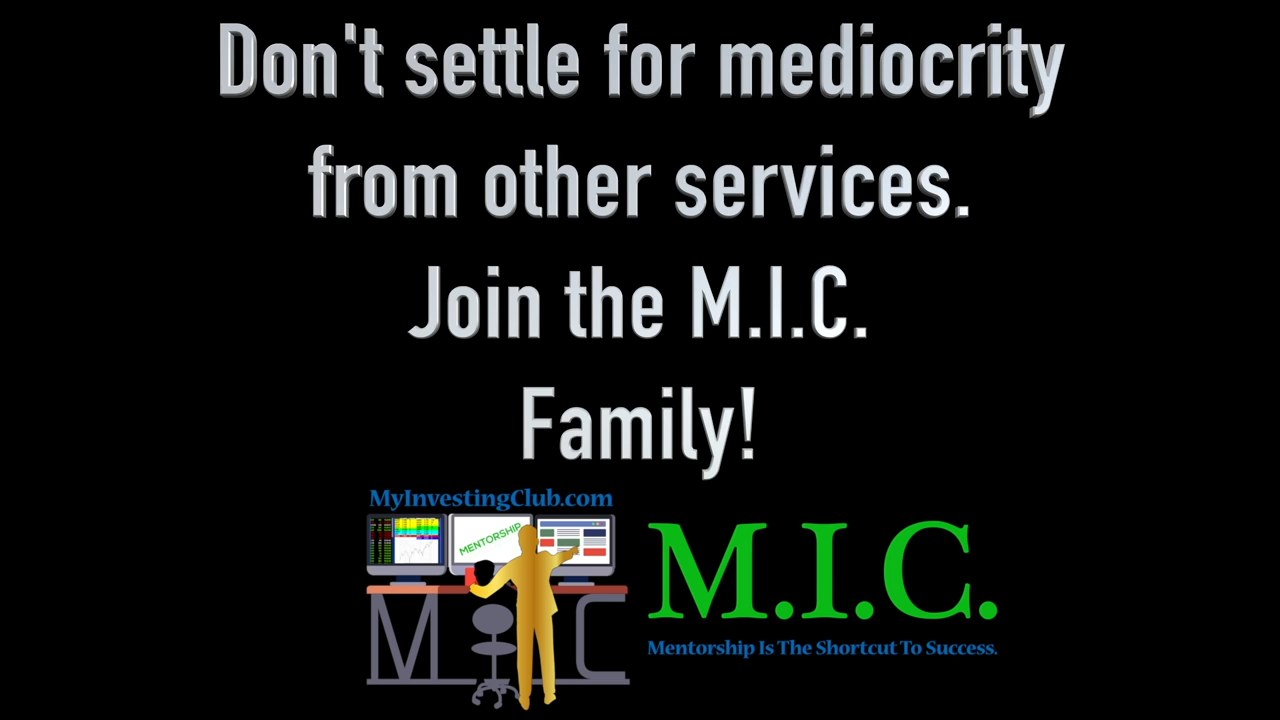 Don't settle for mediocrity
from other services.
Join the M.I.C.
Family!
MyInvestingClub.com
MENTORSHIP
MIC
M.I.C.
Mentorship Is The Shortcut To Success.